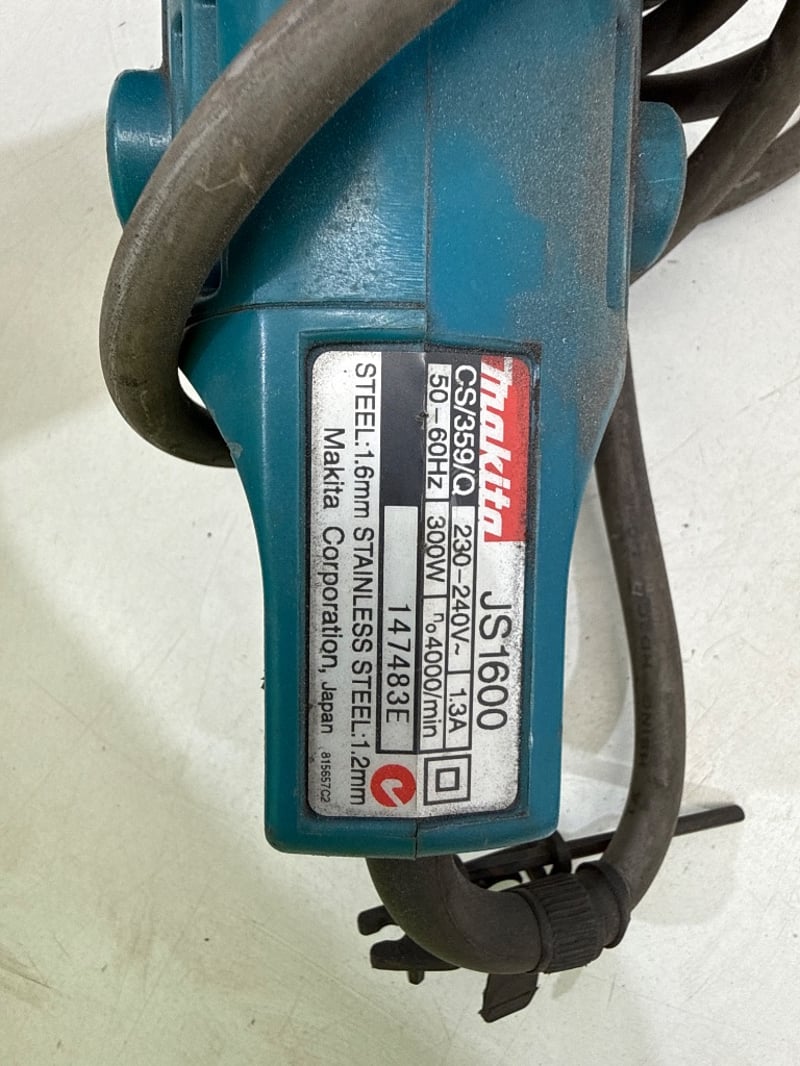 makita JS1600
CS/359/Q 230-240V~ 1.3A
50-60Hz 300W n₀4000/min
147483E
STEEL:1.6mm STAINLESS STEEL:1.2mm
Makita Corporation, Japan 815657C2